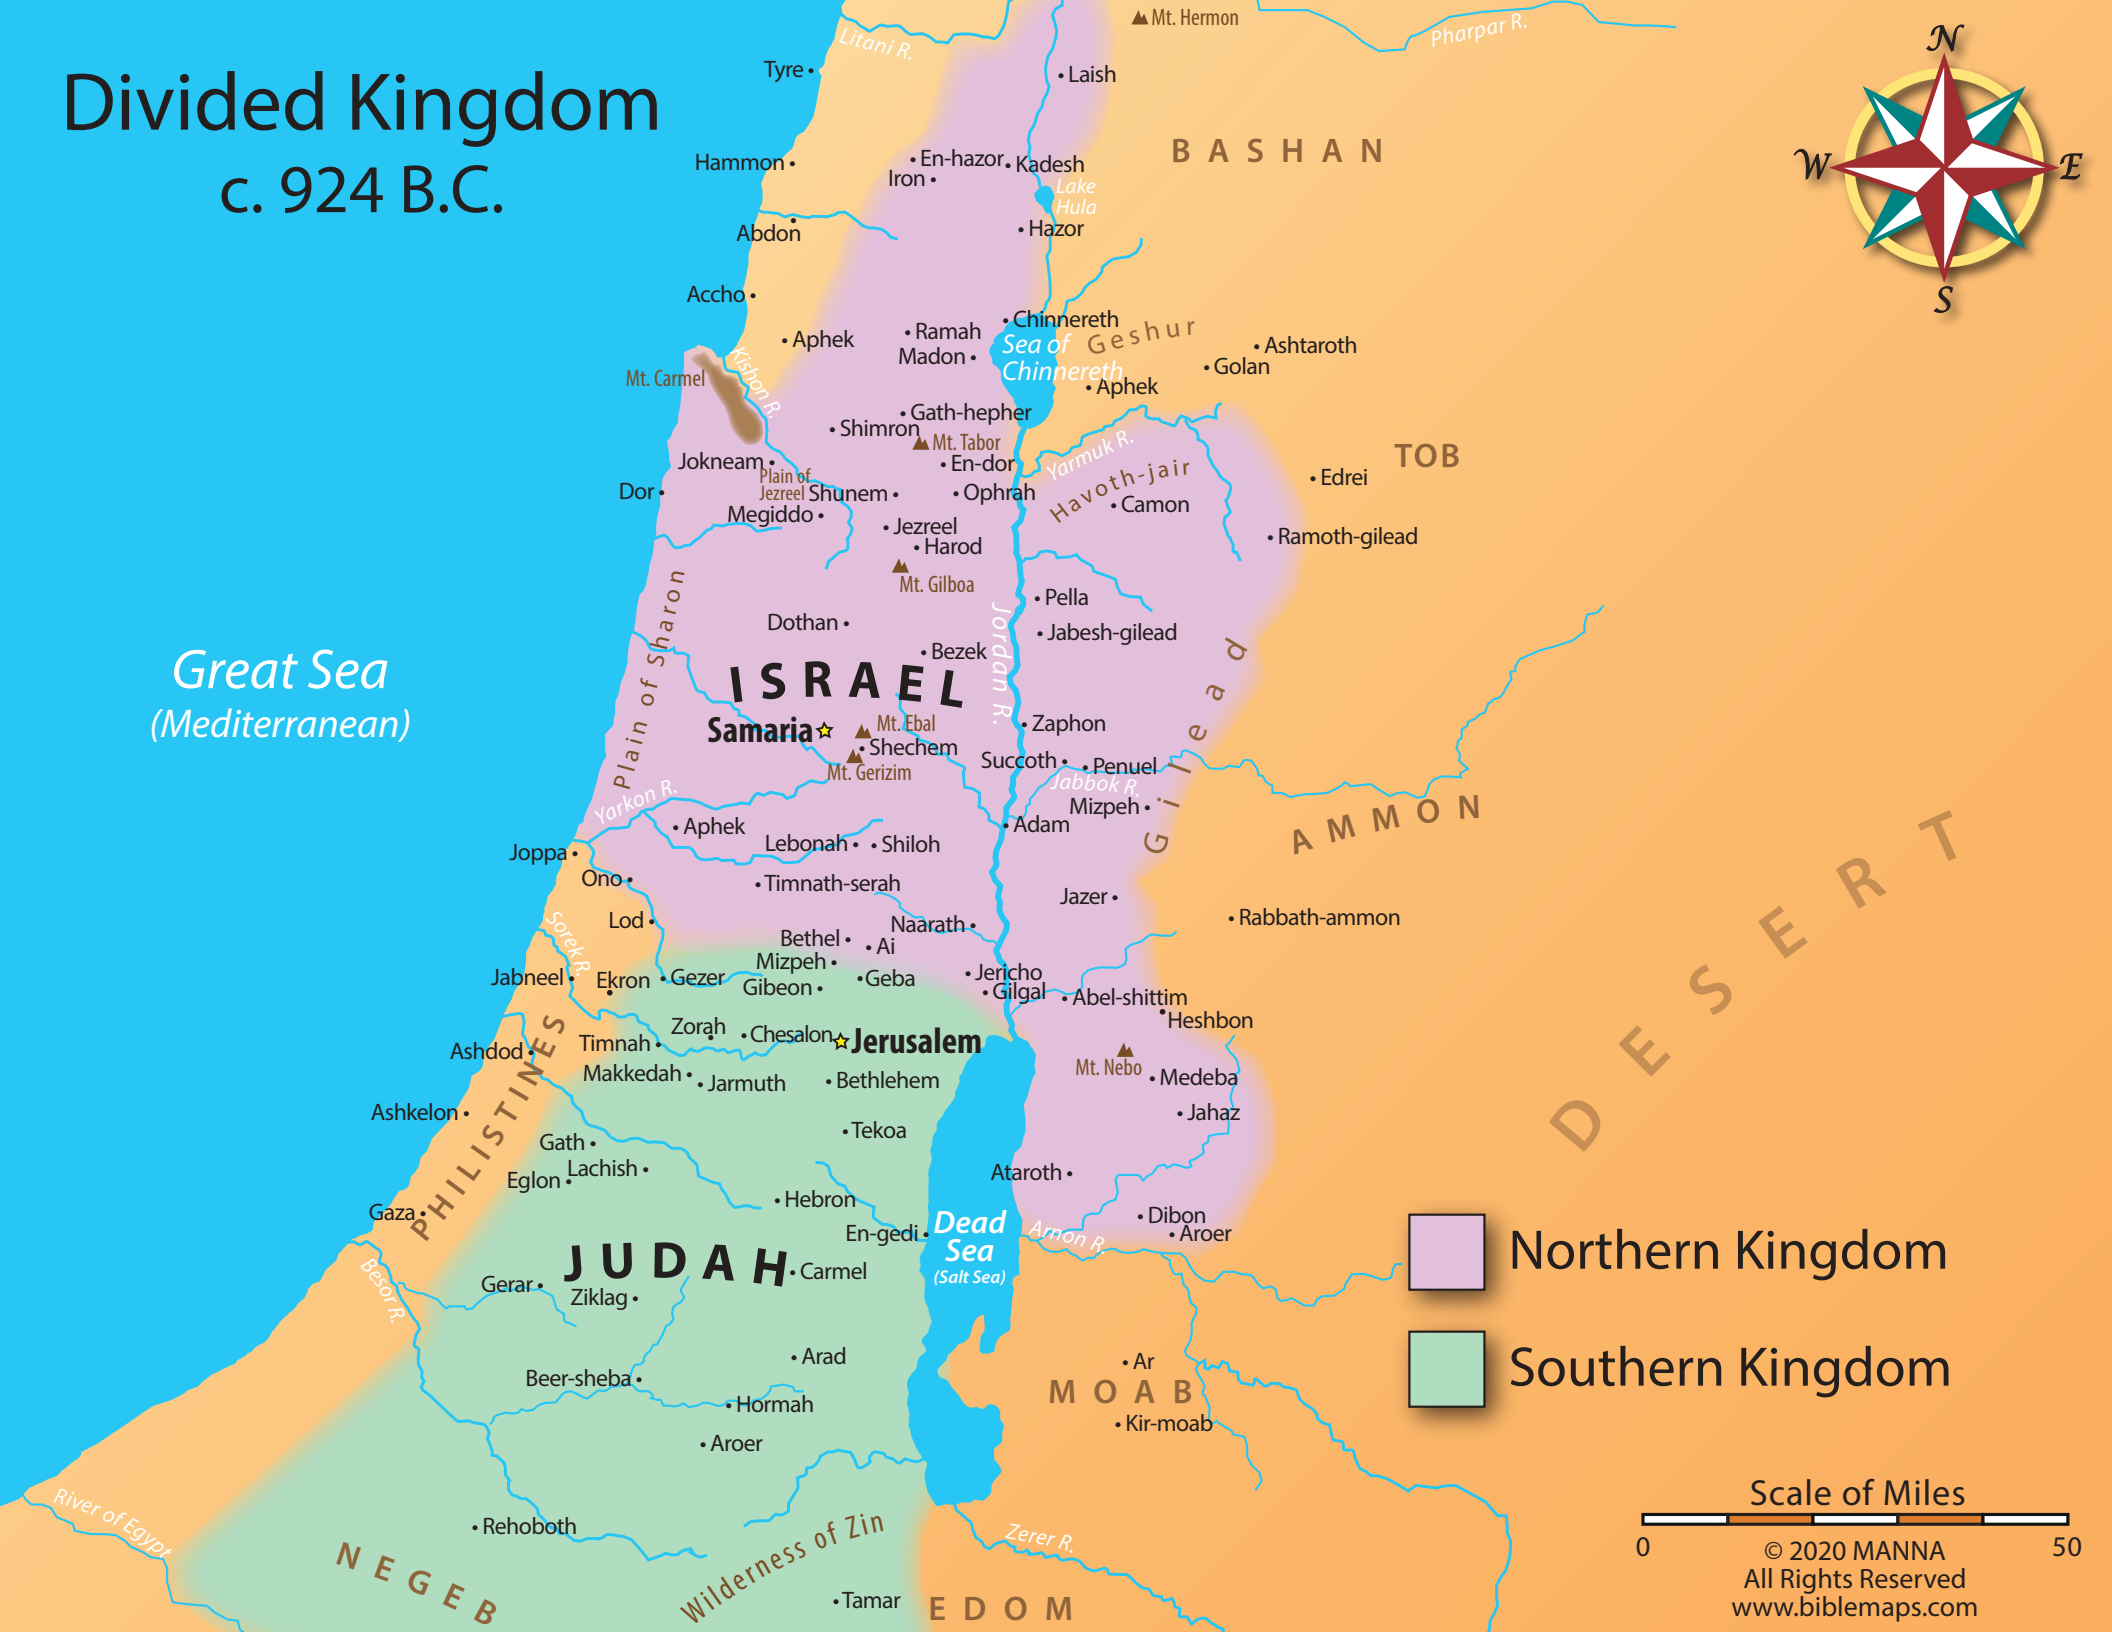 Divided Kingdom
c. 924 B.C.
N
W
E
S
Mt. Hermon
Pharpar R.
Litani R.
Tyre
Laish
BASHAN
Hammon
En-hazor
Kadesh
Iron
Lake
Hula
Abdon
Hazor
Accho
Chinnereth
Aphek
Ramah
Madon
Sea of
Chinnereth
Geshur
Ashtaroth
Golan
Aphek
Mt. Carmel
Kishon R.
Gath-hepher
Shimron
Mt. Tabor
Yarmuk R.
TOB
Jokneam
En-dor
Havoth-jair
Edrei
Plain of
Jezreel
Dor
Shunem
Ophrah
Camon
Megiddo
Jezreel
Harod
Ramoth-gilead
Mt. Gilboa
Pella
Plain of Sharon
Dothan
Jabesh-gilead
Bezek
Jordan R.
Gilead
Great Sea
(Mediterranean)
ISRAEL
Samaria
Mt. Ebal
Shechem
Mt. Gerizim
Zaphon
Succoth
Penuel
Jabbok R.
Mizpeh
Yarkon R.
Aphek
Adam
AMMON
DESERT
Lebonah
Shiloh
Joppa
Ono
Timnath-serah
Jazer
Lod
Naarath
Rabbath-ammon
Sorek R.
Bethel
Ai
Mizpeh
Jabneel
Ekron
Gezer
Gibeon
Geba
Jericho
Gilgal
Abel-shittim
Heshbon
Zorah
Chesalon
Jerusalem
Ashdod
Timnah
Mt. Nebo
Makkedah
Jarmuth
Bethlehem
Medeba
PHILISTINES
Ashkelon
Jahaz
Gath
Tekoa
Lachish
Eglon
Ataroth
Hebron
Gaza
En-gedi
Dead
Sea
(Salt Sea)
Dibon
Aroer
Arnon R.
JUDAH
Carmel
Besor R.
Gerar
Ziklag
Northern Kingdom
Southern Kingdom
Arad
Ar
MOAB
Beer-sheba
Hormah
Kir-moab
Aroer
River of Egypt
Rehoboth
Wilderness of Zin
Zerer R.
NEGEB
Tamar
EDOM
Scale of Miles
0
50
© 2020 MANNA
All Rights Reserved
www.biblemaps.com